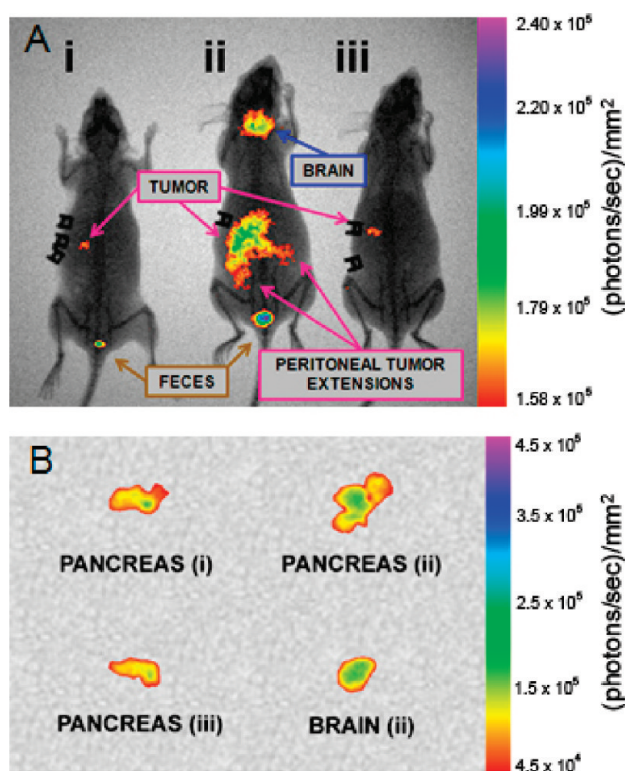 A
i
ii
iii
BRAIN
TUMOR
FECES
PERITONEAL TUMOR
EXTENSIONS
2.40 x 10⁵
2.20 x 10⁵
1.99 x 10⁵
1.79 x 10⁵
1.58 x 10⁵
(photons/sec)/mm²
B
PANCREAS (i)
PANCREAS (ii)
PANCREAS (iii)
BRAIN (ii)
4.5 x 10⁵
3.5 x 10⁵
2.5 x 10⁵
1.5 x 10⁵
4.5 x 10⁴
(photons/sec)/mm²